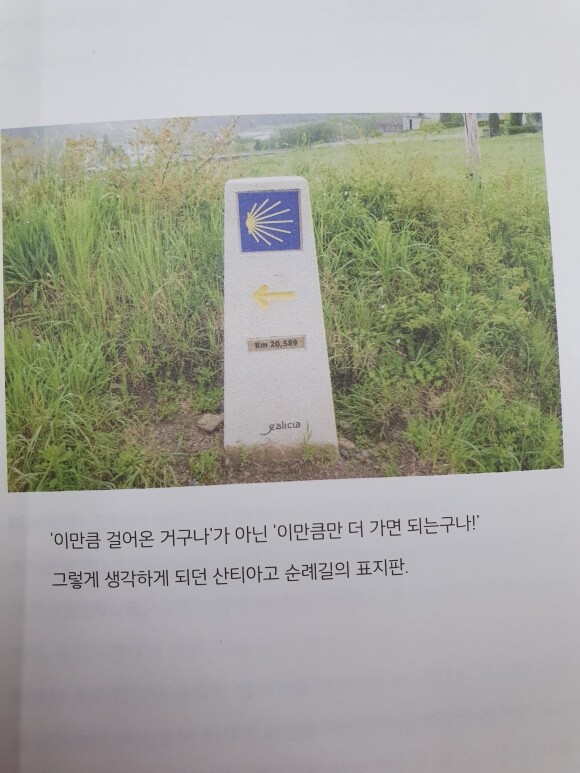 Km 20,589
galicia
'이만큼 걸어온 거구나'가 아닌 '이만큼만 더 가면 되는구나!'
그렇게 생각하게 되던 산티아고 순례길의 표지판.